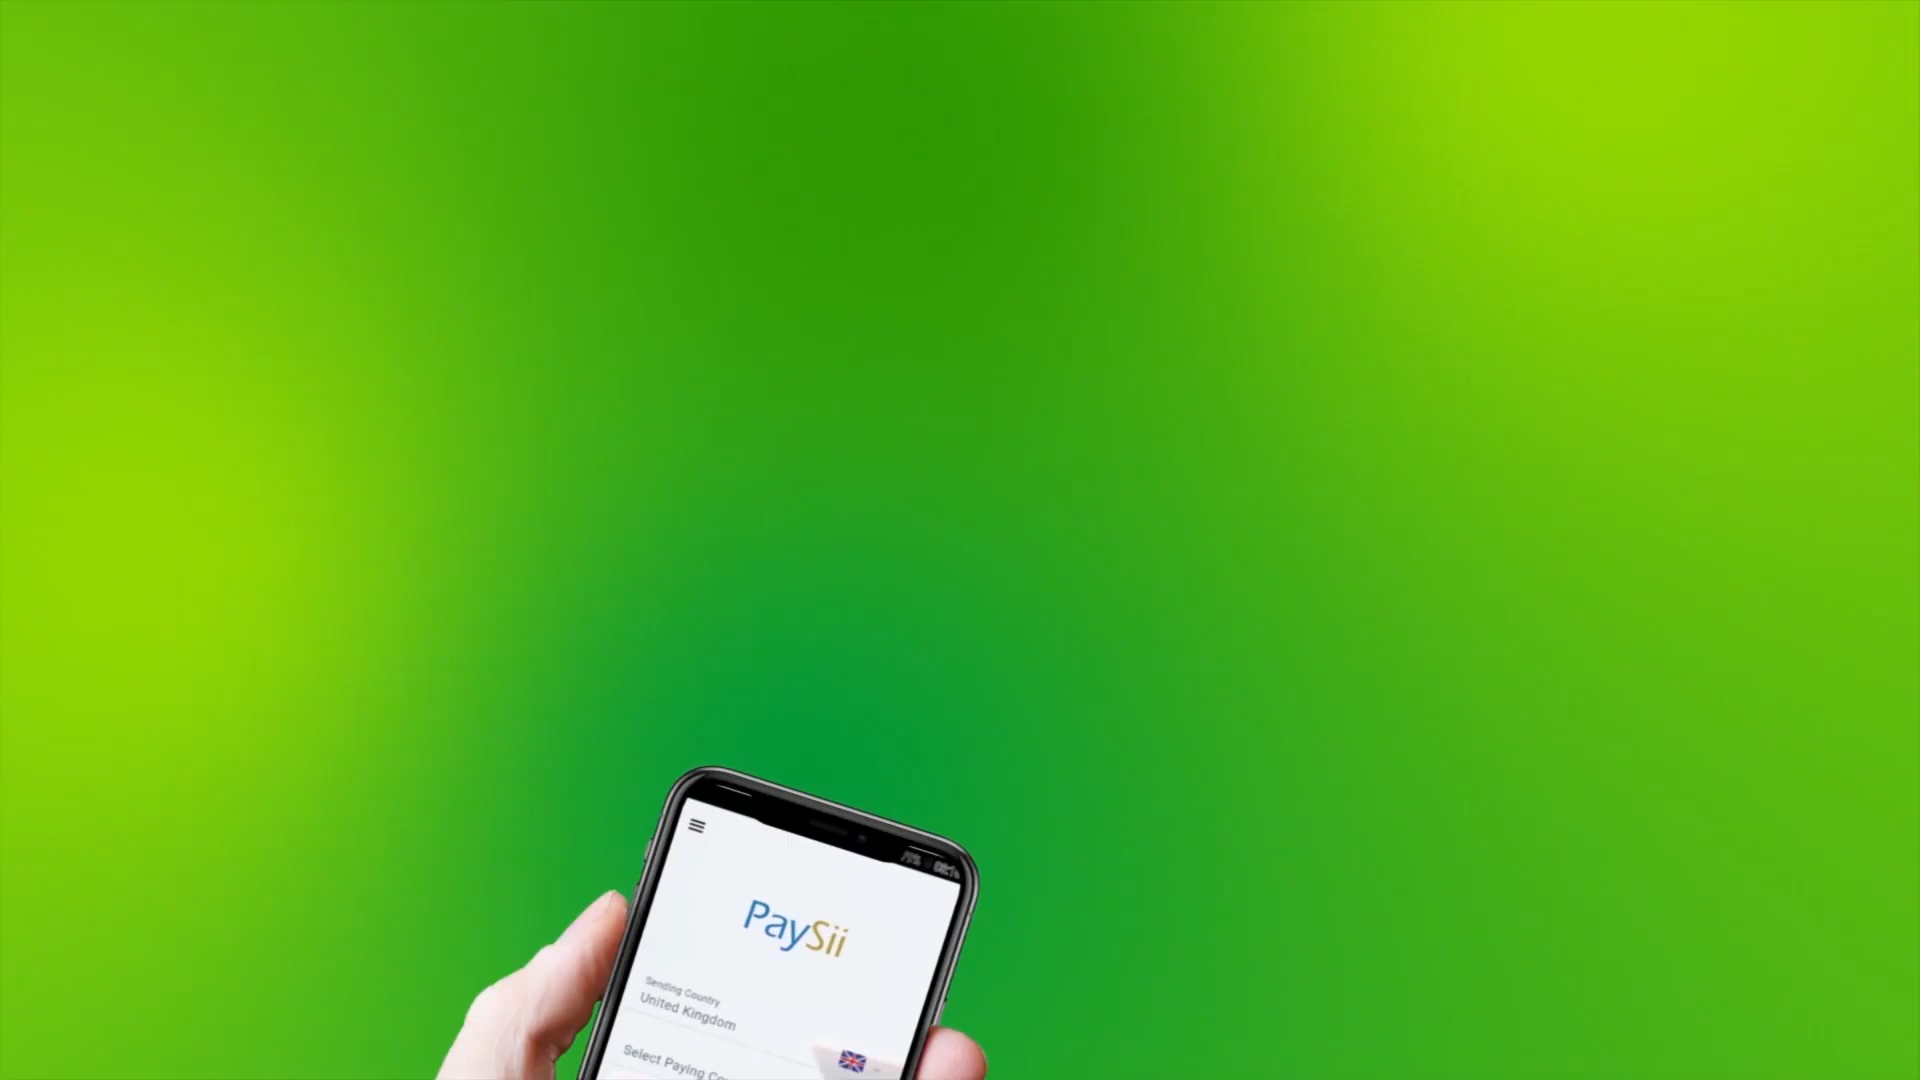 PaySii
Sending Country
United Kingdom
Select Paying